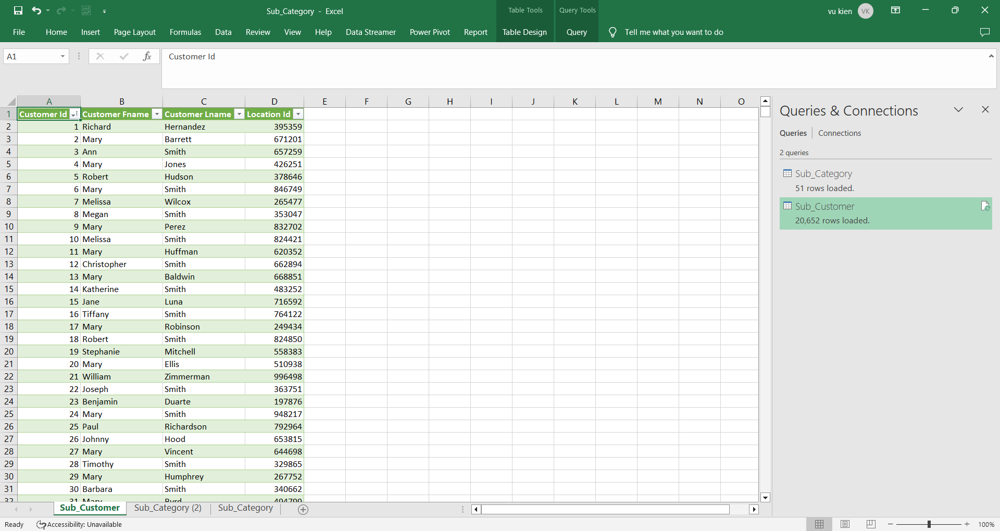 Sub_Category - Excel
Table Tools
Query Tools
vu kien
VK
File Home Insert Page Layout Formulas Data Review View Help Data Streamer Power Pivot Report Table Design Query Tell me what you want to do
A1
fx
Customer Id
A B C D E F G H I J K L M N O
1 Customer Id Customer Fname Customer Lname Location Id
2 1 Richard Hernandez 395359
3 2 Mary Barrett 671201
4 3 Ann Smith 657259
5 4 Mary Jones 426251
6 5 Robert Hudson 378646
7 6 Mary Smith 846749
8 7 Melissa Wilcox 265477
9 8 Megan Smith 353047
10 9 Mary Perez 832702
11 10 Melissa Smith 824421
12 11 Mary Huffman 620352
13 12 Christopher Smith 662894
14 13 Mary Baldwin 668851
15 14 Katherine Smith 483252
16 15 Jane Luna 716592
17 16 Tiffany Smith 764122
18 17 Mary Robinson 249434
19 18 Robert Smith 824850
20 19 Stephanie Mitchell 558383
21 20 Mary Ellis 510938
22 21 William Zimmerman 996498
23 22 Joseph Smith 363751
24 23 Benjamin Duarte 197876
25 24 Mary Smith 948217
26 25 Paul Richardson 792964
27 26 Johnny Hood 653815
28 27 Mary Vincent 644698
29 28 Timothy Smith 329865
30 29 Mary Humphrey 267752
31 30 Barbara Smith 340662
32 31 Mary Byrd 494799
Queries & Connections
Queries Connections
2 queries
Sub_Category
51 rows loaded.
Sub_Customer
20,652 rows loaded.
Sub_Customer Sub_Category (2) Sub_Category
Ready Accessibility: Unavailable
100%